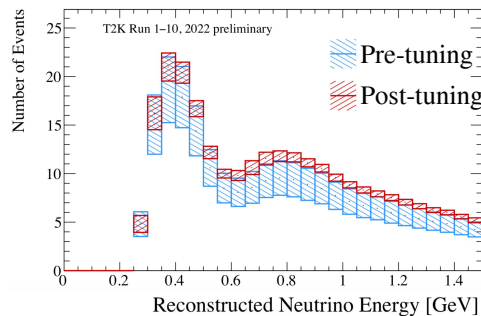 T2K Run 1–10, 2022 preliminary
Number of Events
Pre-tuning
Post-tuning
25
20
15
10
5
0
0 0.2 0.4 0.6 0.8 1 1.2 1.4
Reconstructed Neutrino Energy [GeV]